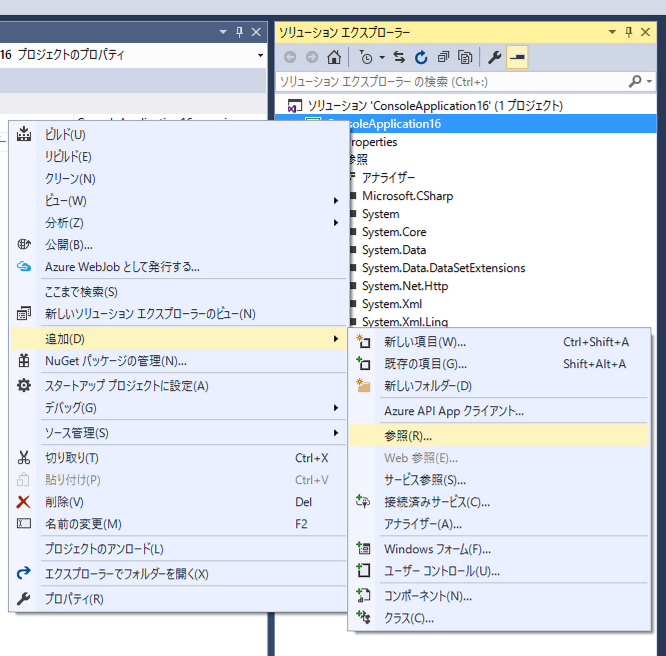 16 プロジェクトのプロパティ
ソリューション エクスプローラー
ソリューション エクスプローラー の検索 (Ctrl+:)
ソリューション 'ConsoleApplication16' (1 プロジェクト)
soleApplication16
roperties
参照
アナライザー
Microsoft.CSharp
System
System.Core
System.Data
System.Data.DataSetExtensions
System.Net.Http
System.Xml
System.Xml.Linq
ビルド(U)
リビルド(E)
クリーン(N)
ビュー(W)
分析(Z)
公開(B)...
Azure WebJob として発行する...
ここまで検索(S)
新しいソリューション エクスプローラーのビュー(N)
追加(D)
NuGet パッケージの管理(N)...
スタートアップ プロジェクトに設定(A)
デバッグ(G)
ソース管理(S)
切り取り(T) Ctrl+X
貼り付け(P) Ctrl+V
削除(V) Del
名前の変更(M) F2
プロジェクトのアンロード(L)
エクスプローラーでフォルダーを開く(X)
プロパティ(R)
新しい項目(W)... Ctrl+Shift+A
既存の項目(G)... Shift+Alt+A
新しいフォルダー(D)
Azure API App クライアント...
参照(R)...
Web 参照(E)...
サービス参照(S)...
接続済みサービス(C)...
アナライザー(A)...
Windows フォーム(F)...
ユーザー コントロール(U)...
コンポーネント(N)...
クラス(C)...